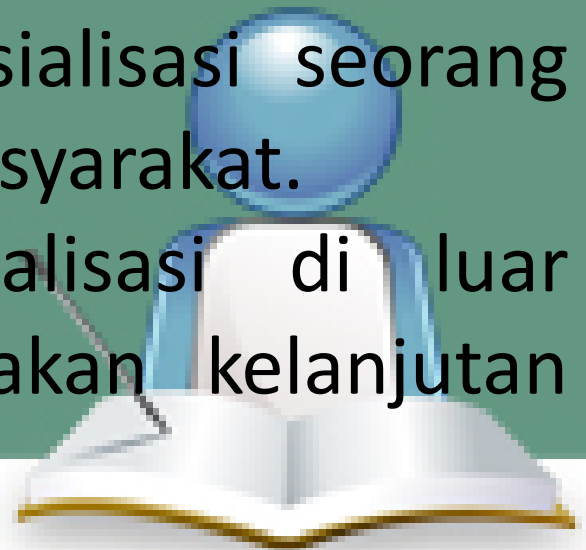 sialisasi seorang
syarakat.
alisasi di luar
akan kelanjutan